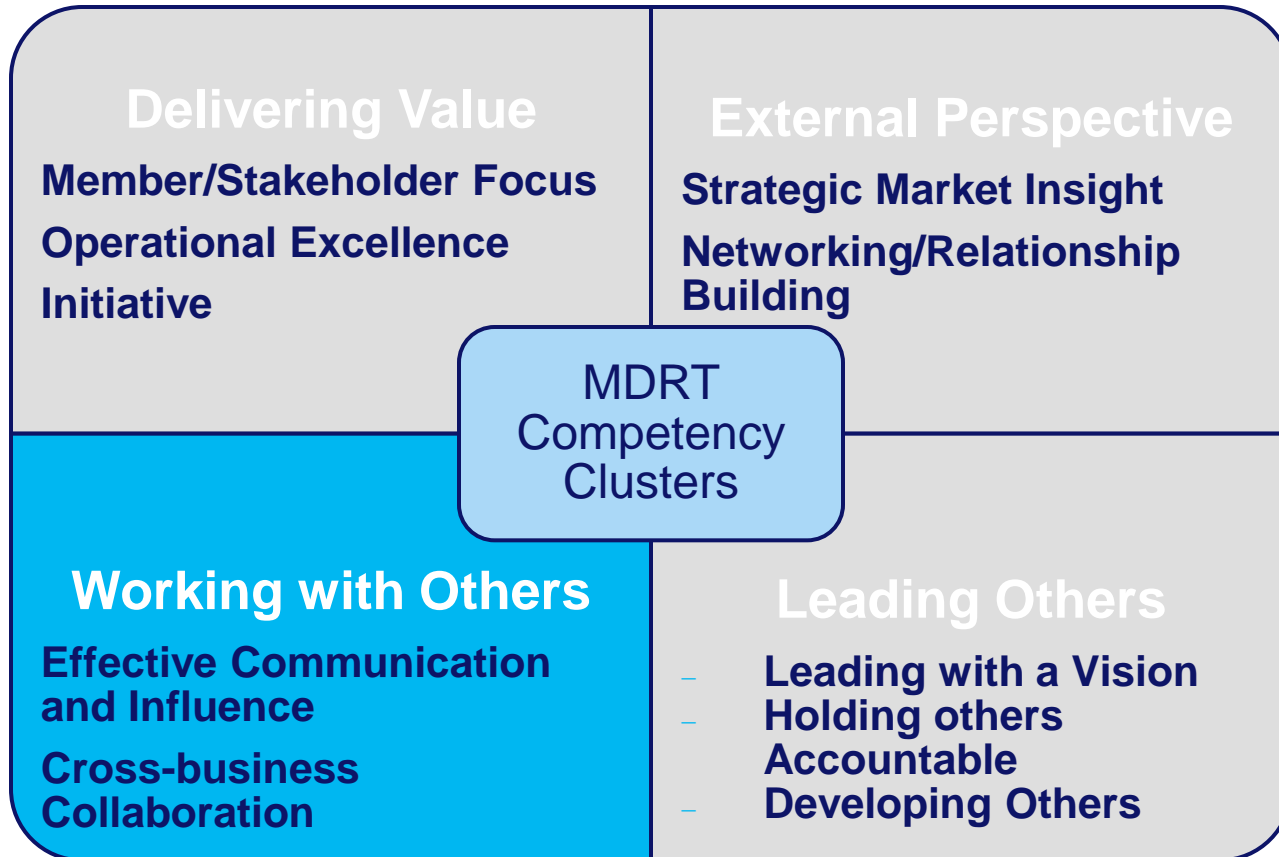 Delivering Value
Member/Stakeholder Focus
Operational Excellence
Initiative
External Perspective
Strategic Market Insight
Networking/Relationship
Building
MDRT
Competency
Clusters
Working with Others
Effective Communication
and Influence
Cross-business
Collaboration
Leading Others
– Leading with a Vision
– Holding others
Accountable
– Developing Others